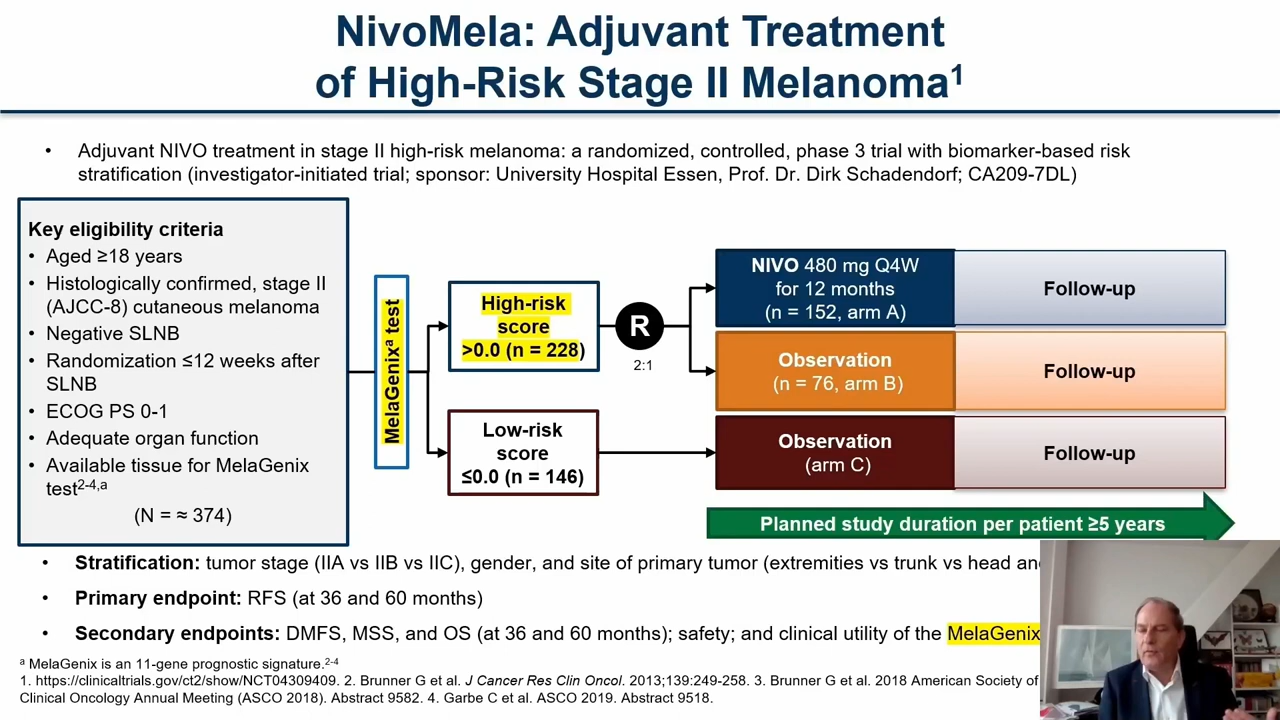 NivoMela: Adjuvant Treatment
of High-Risk Stage II Melanoma¹
• Adjuvant NIVO treatment in stage II high-risk melanoma: a randomized, controlled, phase 3 trial with biomarker-based risk
stratification (investigator-initiated trial; sponsor: University Hospital Essen, Prof. Dr. Dirk Schadendorf; CA209-7DL)
Key eligibility criteria
• Aged ≥18 years
• Histologically confirmed, stage II
(AJCC-8) cutaneous melanoma
• Negative SLNB
• Randomization ≤12 weeks after
SLNB
• ECOG PS 0-1
• Adequate organ function
• Available tissue for MelaGenix
test²⁻⁴,ᵃ
(N = ≈ 374)
MelaGenixᵃ test
High-risk
score
>0.0 (n = 228)
Low-risk
score
≤0.0 (n = 146)
R
2:1
NIVO 480 mg Q4W
for 12 months
(n = 152, arm A)
Follow-up
Observation
(n = 76, arm B)
Follow-up
Observation
(arm C)
Follow-up
Planned study duration per patient ≥5 years
• Stratification: tumor stage (IIA vs IIB vs IIC), gender, and site of primary tumor (extremities vs trunk vs head
• Primary endpoint: RFS (at 36 and 60 months)
• Secondary endpoints: DMFS, MSS, and OS (at 36 and 60 months); safety; and clinical utility of the MelaGenix
ᵃ MelaGenix is an 11-gene prognostic signature.²⁻⁴
1. https://clinicaltrials.gov/ct2/show/NCT04309409. 2. Brunner G et al. J Cancer Res Clin Oncol. 2013;139:249-258. 3. Brunner G et al. 2018 American Society of
Clinical Oncology Annual Meeting (ASCO 2018). Abstract 9582. 4. Garbe C et al. ASCO 2019. Abstract 9518.